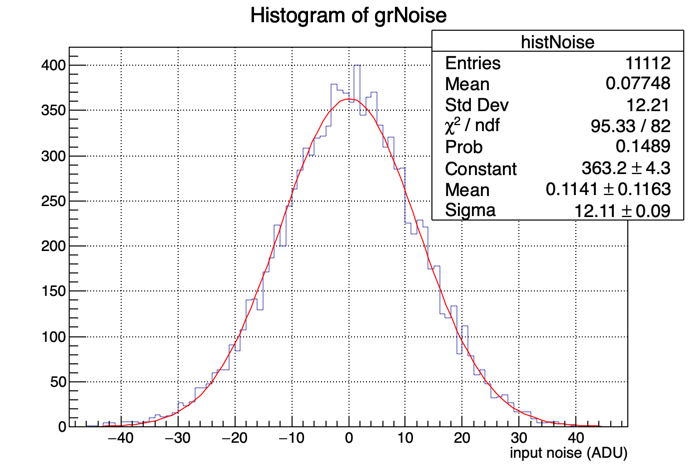 Histogram of grNoise
histNoise
Entries 11112
Mean 0.07748
Std Dev 12.21
χ² / ndf 95.33 / 82
Prob 0.1489
Constant 363.2 ± 4.3
Mean 0.1141 ± 0.1163
Sigma 12.11 ± 0.09
400
350
300
250
200
150
100
50
0
−40 −30 −20 −10 0 10 20 30 40
input noise (ADU)